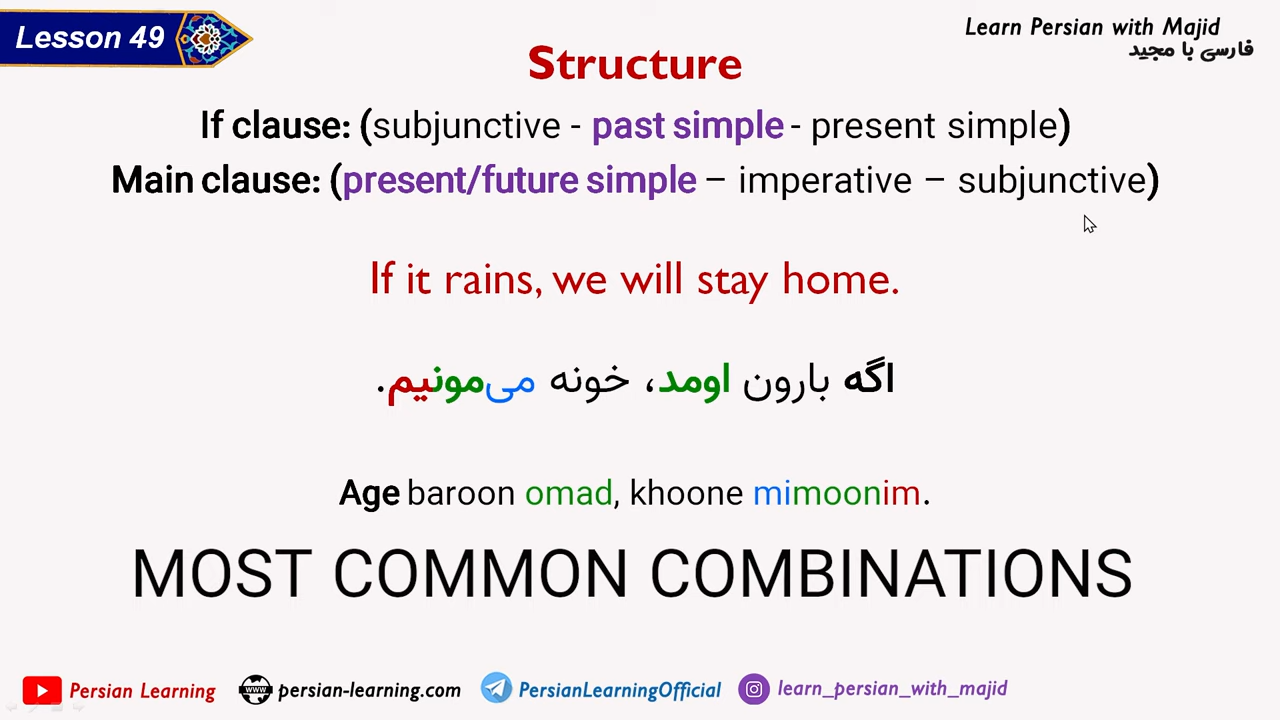 Lesson 49
Learn Persian with Majid
فارسی با مجید
Structure
If clause: (subjunctive - past simple - present simple)
Main clause: (present/future simple – imperative – subjunctive)
If it rains, we will stay home.
اگه بارون اومد، خونه می‌مونیم.
Age baroon omad, khoone mimoonim.
MOST COMMON COMBINATIONS
Persian Learning
www persian-learning.com
PersianLearningOfficial
learn_persian_with_majid